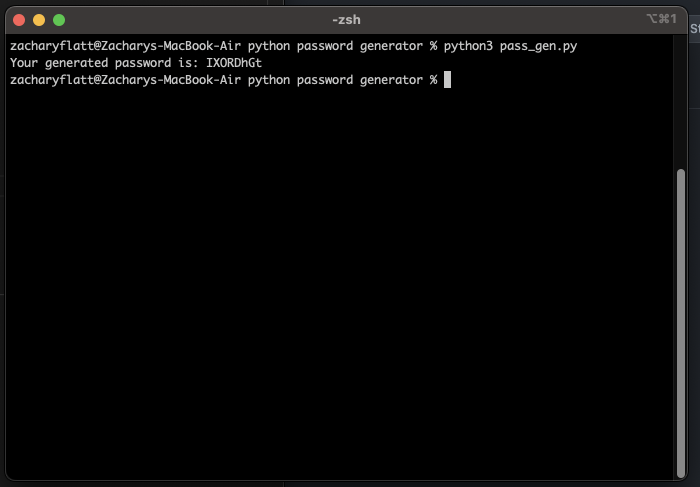 -zsh
⌥⌘1
zacharyflatt@Zacharys-MacBook-Air python password generator % python3 pass_gen.py
Your generated password is: IXORDhGt
zacharyflatt@Zacharys-MacBook-Air python password generator %
St